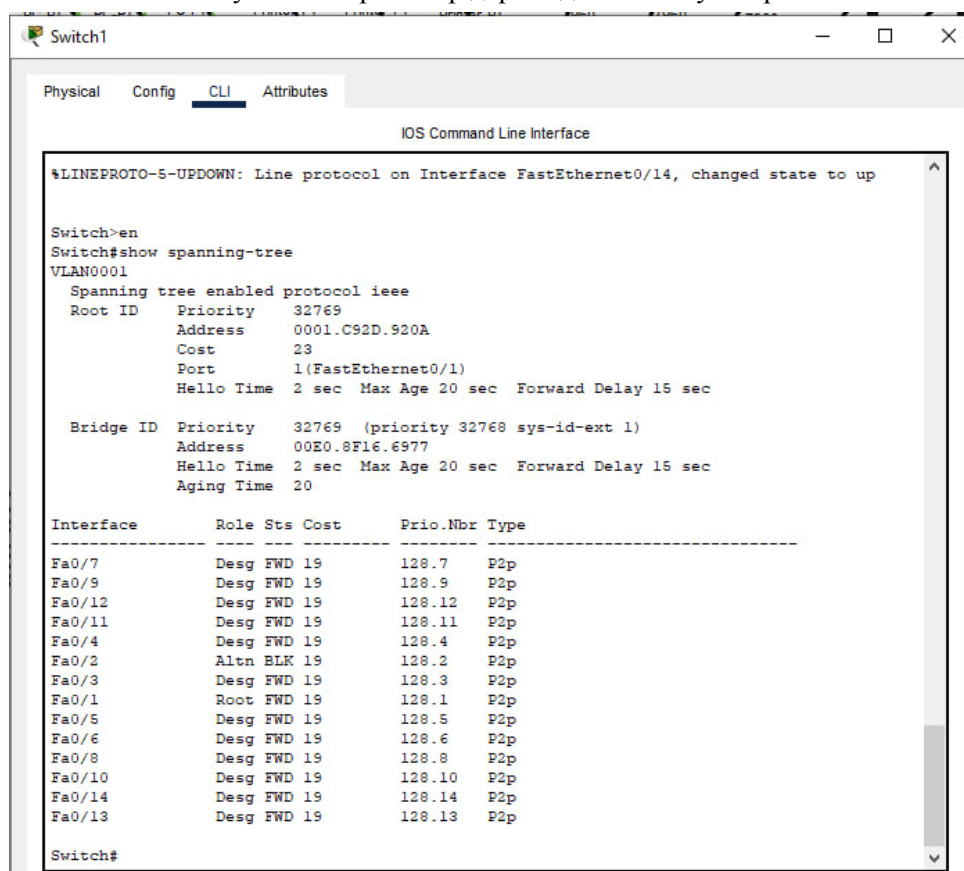 Switch1
Physical Config CLI Attributes
IOS Command Line Interface
%LINEPROTO-5-UPDOWN: Line protocol on Interface FastEthernet0/14, changed state to up
Switch>en
Switch#show spanning-tree
VLAN0001
Spanning tree enabled protocol ieee
Root ID Priority 32769
Address 0001.C92D.920A
Cost 23
Port 1(FastEthernet0/1)
Hello Time 2 sec Max Age 20 sec Forward Delay 15 sec
Bridge ID Priority 32769 (priority 32768 sys-id-ext 1)
Address 00E0.8F16.6977
Hello Time 2 sec Max Age 20 sec Forward Delay 15 sec
Aging Time 20
Interface Role Sts Cost Prio.Nbr Type
---------------- ---- --- --------- -------- --------------------------------
Fa0/7 Desg FWD 19 128.7 P2p
Fa0/9 Desg FWD 19 128.9 P2p
Fa0/12 Desg FWD 19 128.12 P2p
Fa0/11 Desg FWD 19 128.11 P2p
Fa0/4 Desg FWD 19 128.4 P2p
Fa0/2 Altn BLK 19 128.2 P2p
Fa0/3 Desg FWD 19 128.3 P2p
Fa0/1 Root FWD 19 128.1 P2p
Fa0/5 Desg FWD 19 128.5 P2p
Fa0/6 Desg FWD 19 128.6 P2p
Fa0/8 Desg FWD 19 128.8 P2p
Fa0/10 Desg FWD 19 128.10 P2p
Fa0/14 Desg FWD 19 128.14 P2p
Fa0/13 Desg FWD 19 128.13 P2p
Switch#